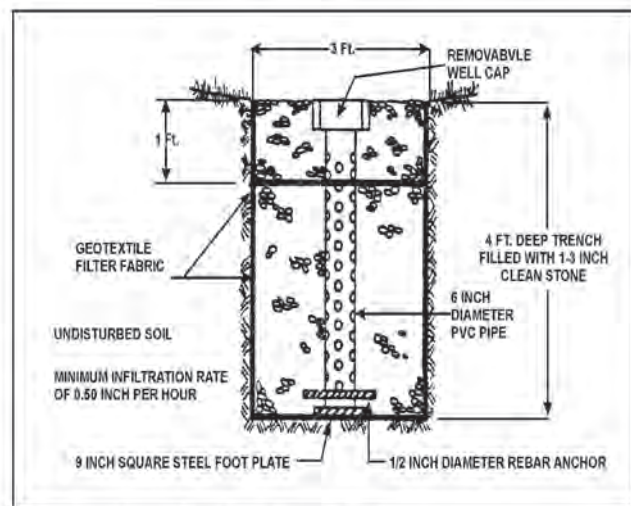 3 Ft.
REMOVABVLE
WELL CAP
1 Ft.
GEOTEXTILE
FILTER FABRIC
4 FT. DEEP TRENCH
FILLED WITH 1-3 INCH
CLEAN STONE
6 INCH
DIAMETER
PVC PIPE
UNDISTURBED SOIL
MINIMUM INFILTRATION RATE
OF 0.50 INCH PER HOUR
9 INCH SQUARE STEEL FOOT PLATE
1/2 INCH DIAMETER REBAR ANCHOR